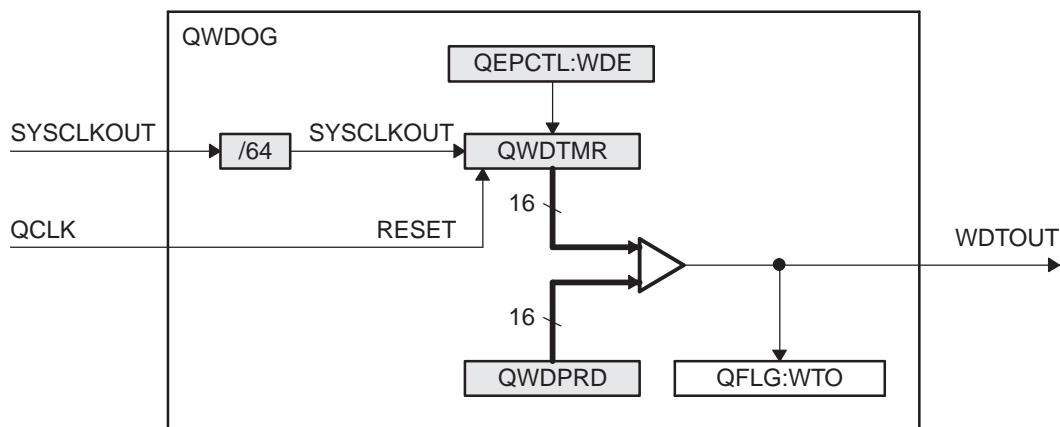 QWDOG
QEPCTL:WDE
SYSCLKOUT
/64
SYSCLKOUT
QWDTMR
16
QCLK
RESET
WDTOUT
16
QWDPRD
QFLG:WTO